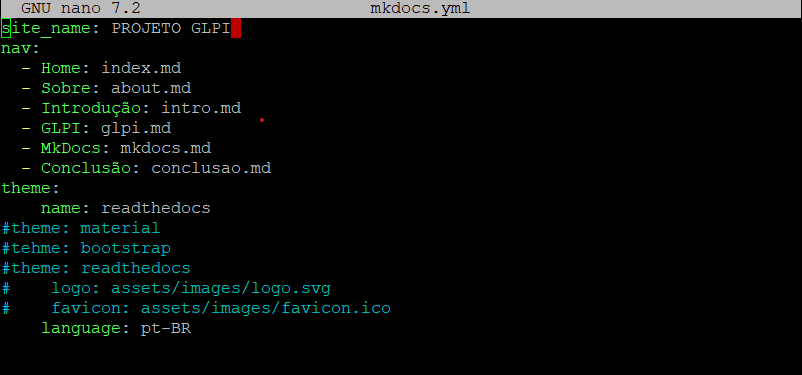 GNU nano 7.2 mkdocs.yml
site_name: PROJETO GLPI
nav:
  - Home: index.md
  - Sobre: about.md
  - Introdução: intro.md
  - GLPI: glpi.md
  - MkDocs: mkdocs.md
  - Conclusão: conclusao.md
theme:
    name: readthedocs
#theme: material
#tehme: bootstrap
#theme: readthedocs
#    logo: assets/images/logo.svg
#    favicon: assets/images/favicon.ico
    language: pt-BR